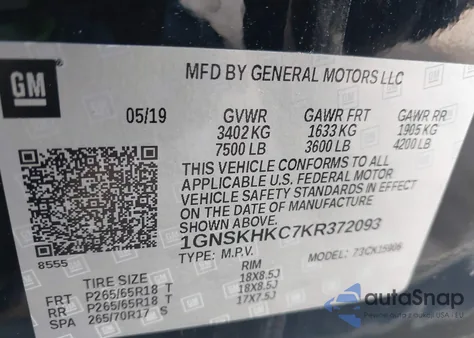 GM
MFD BY GENERAL MOTORS LLC
05/19 GVWR GAWR FRT GAWR RR
3402 KG 1633 KG 1905 KG
7500 LB 3600 LB 4200 LB
THIS VEHICLE CONFORMS TO ALL
APPLICABLE U.S. FEDERAL MOTOR
VEHICLE SAFETY STANDARDS IN EFFECT
ON THE DATE OF MANUFACTURE
SHOWN ABOVE.
1GNSKHKC7KR372093
8555 TYPE: M.P.V. MODEL: 73CK15906
TIRE SIZE RIM
FRT P265/65R18 T 18X8.5J
RR P265/65R18 T 18X8.5J
SPA 265/70R17 S 17X7.5J
autaSnap